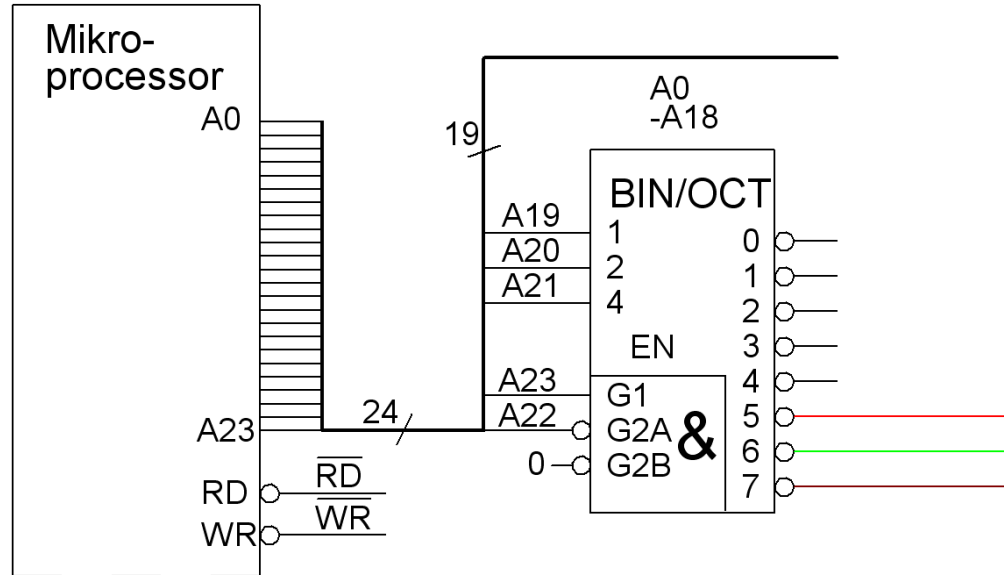 Mikro-
processor
A0
A23
RD
WR
24
RD
WR
19
A0
-A18
A19
A20
A21
A23
A22
0
BIN/OCT
1
2
4
EN
G1
G2A
G2B
&
0
1
2
3
4
5
6
7